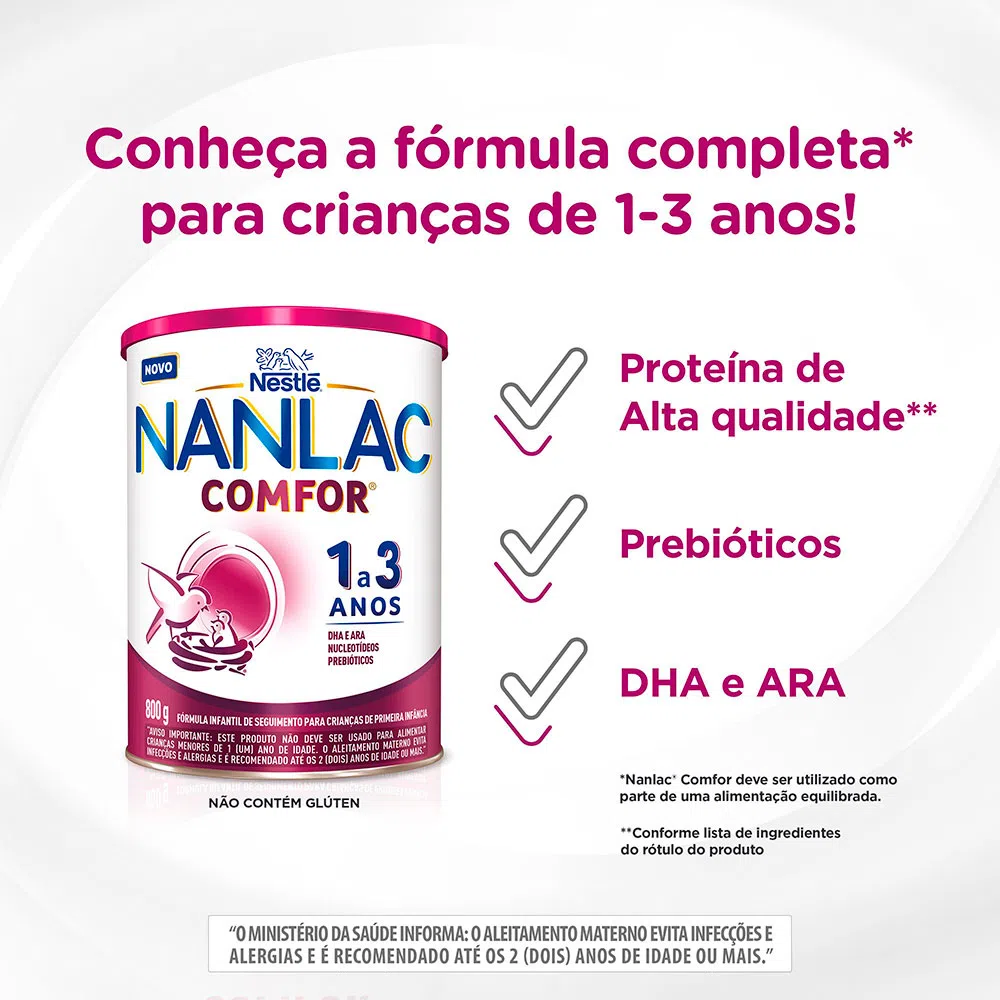 Conheça a fórmula completa*
para crianças de 1-3 anos!
NOVO
Nestlé
NANLAC
COMFOR®
1a3
ANOS
DHA E ARA
NUCLEOTÍDEOS
PREBIÓTICOS
800 g
FÓRMULA INFANTIL DE SEGUIMENTO PARA CRIANÇAS DE PRIMEIRA INFÂNCIA
"AVISO IMPORTANTE: ESTE PRODUTO NÃO DEVE SER USADO PARA ALIMENTAR
CRIANÇAS MENORES DE 1 (UM) ANO DE IDADE. O ALEITAMENTO MATERNO EVITA
INFECÇÕES E ALERGIAS E É RECOMENDADO ATÉ OS 2 (DOIS) ANOS DE IDADE OU MAIS."
NÃO CONTÉM GLÚTEN
Proteína de
Alta qualidade**
Prebióticos
DHA e ARA
*Nanlac® Comfor deve ser utilizado como
parte de uma alimentação equilibrada.
**Conforme lista de ingredientes
do rótulo do produto
"O MINISTÉRIO DA SAÚDE INFORMA: O ALEITAMENTO MATERNO EVITA INFECÇÕES E
ALERGIAS E É RECOMENDADO ATÉ OS 2 (DOIS) ANOS DE IDADE OU MAIS."